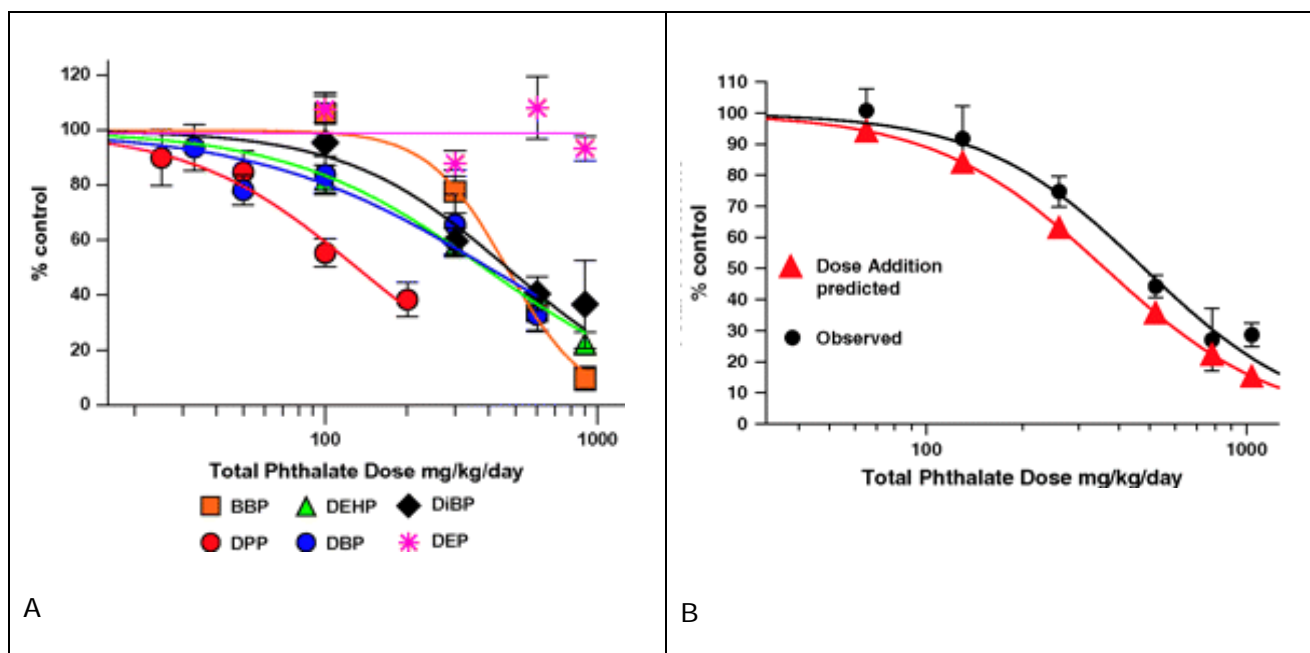 120
100
80
60
40
20
0
% control
100
1000
Total Phthalate Dose mg/kg/day
BBP
DEHP
DiBP
DPP
DBP
DEP
A
110
100
90
80
70
60
50
40
30
20
10
0
% control
Dose Addition
predicted
Observed
100
1000
Total Phthalate Dose mg/kg/day
B